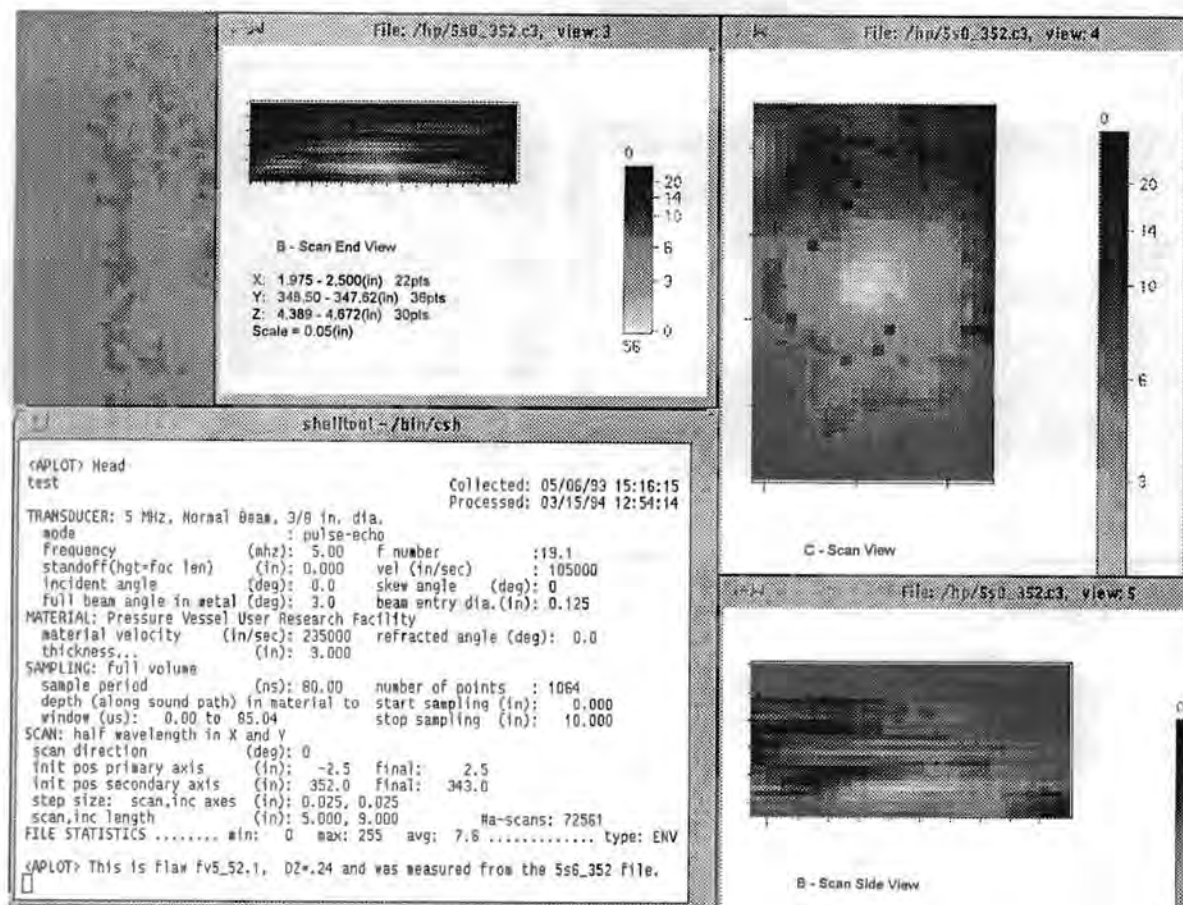 File: /hp/5s0_352.c3, view:3
0
20
14
10
6
3
0
56
B - Scan End View
X: 1.975 - 2.500(in) 22pts
Y: 348.50 - 347.62(in) 36pts
Z: 4.389 - 4.672(in) 30pts
Scale = 0.05(in)
File: /hp/5s0_352.c3, view:4
0
20
14
10
6
3
C - Scan View
shelltool - /bin/csh
<APLOT> Head
test
Collected: 05/06/93 15:16:15
Processed: 03/15/94 12:54:14
TRANSDUCER: 5 MHz, Normal Beam, 3/8 in. dia.
mode : pulse-echo
frequency (mhz): 5.00 f number :19.1
standoff(hgt=foc len) (in): 0.000 vel (in/sec) : 105000
incident angle (deg): 0.0 skew angle (deg): 0
full beam angle in metal (deg): 3.0 beam entry dia.(in): 0.125
MATERIAL: Pressure Vessel User Research Facility
material velocity (in/sec): 235000 refracted angle (deg): 0.0
thickness... (in): 3.000
SAMPLING: full volume
sample period (ns): 80.00 number of points : 1064
depth (along sound path) in material to start sampling (in): 0.000
window (us): 0.00 to 85.04 stop sampling (in): 10.000
SCAN: half wavelength in X and Y
scan direction (deg): 0
init pos primary axis (in): -2.5 final: 2.5
init pos secondary axis (in): 352.0 final: 343.0
step size: scan,inc axes (in): 0.025, 0.025
scan,inc length (in): 5.000, 9.000 #a-scans: 72561
FILE STATISTICS ........ min: 0 max: 255 avg: 7.6 ............. type: ENV
<APLOT> This is flaw fv5_52.1, DZ=.24 and was measured from the 5s6_352 file.
File: /hp/5s0_352.c3, view:5
0
B - Scan Side View